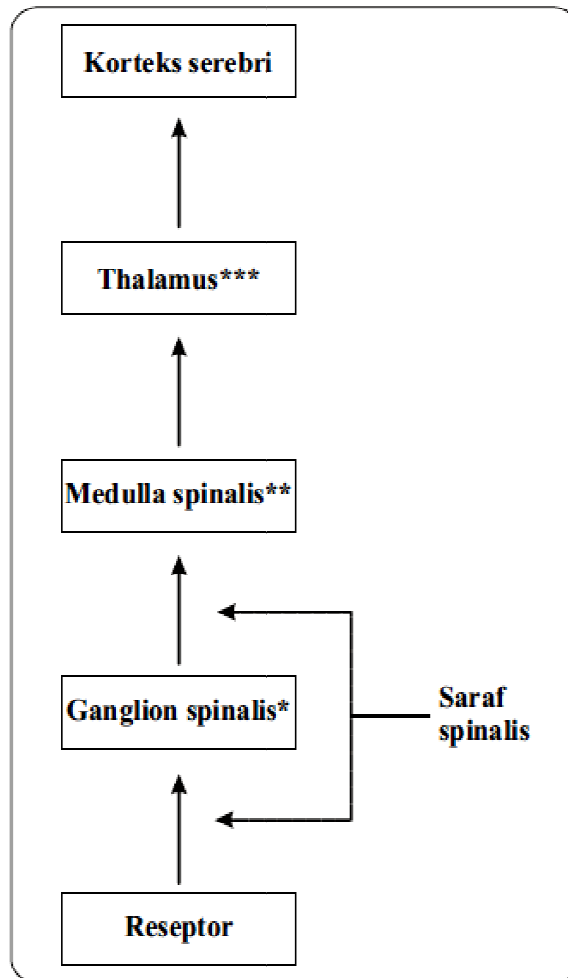 Korteks serebri
Thalamus***
Medulla spinalis**
Ganglion spinalis*
Saraf
spinalis
Reseptor